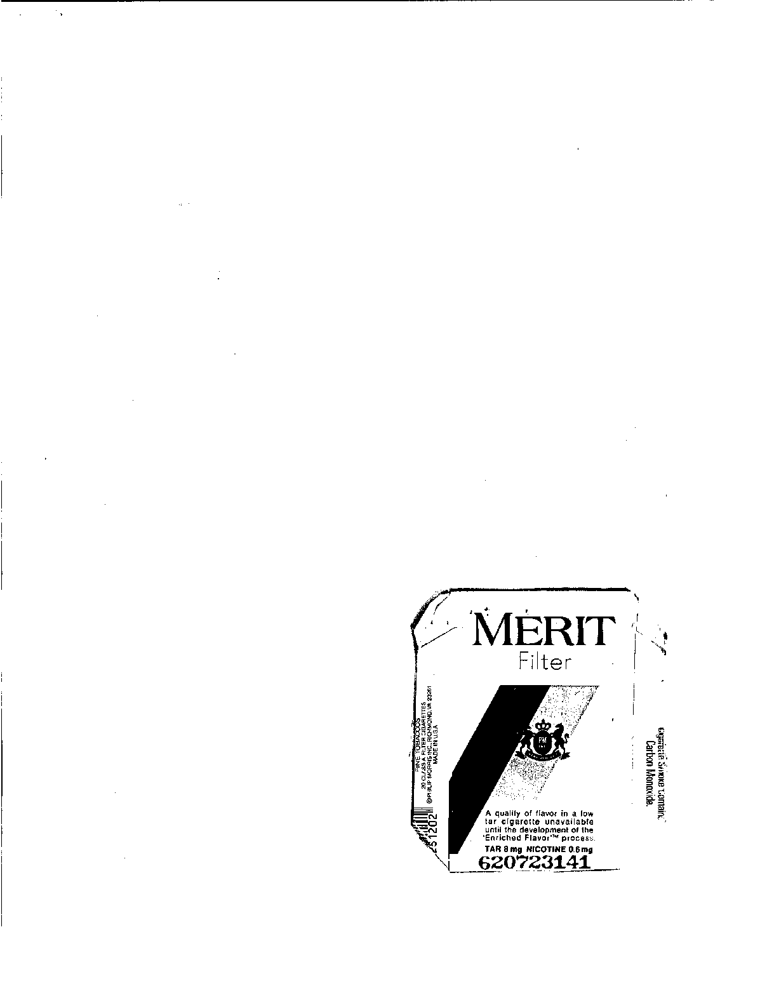 MERIT
Filter
FINE TOBACCOS
20 CLASS A FILTER CIGARETTES
© PHILIP MORRIS INC. RICHMOND, VA 23261
MADE IN U.S.A.
51202
PM
A quality of flavor in a low
tar cigarette unavailable
until the development of the
'Enriched Flavor'™ process.
TAR 8 mg NICOTINE 0.6 mg
620723141
Cigarette Smoke Contains
Carbon Monoxide.